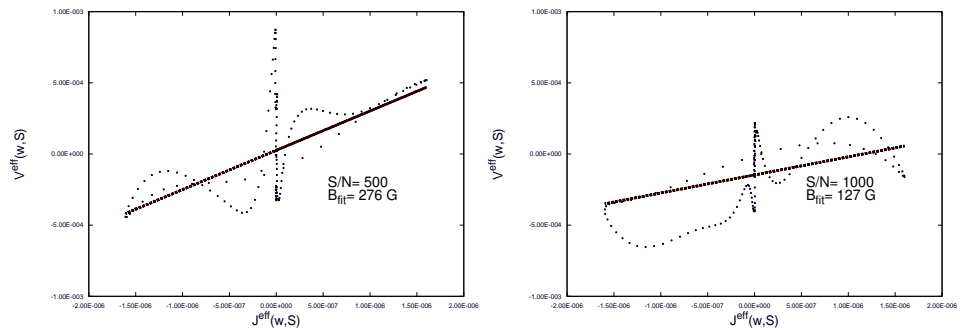 1.00E-003
5.00E-004
0.00E+000
-5.00E-004
-1.00E-003
V^eff(w,S)
S/N= 500
B_fit= 276 G
-2.00E-006 -1.50E-006 -1.00E-006 -5.00E-007 0.00E+000 5.00E-007 1.00E-006 1.50E-006 2.00E-006
J^eff(w,S)
1.00E-003
5.00E-004
0.00E+000
-5.00E-004
-1.00E-003
V^eff(w,S)
S/N= 1000
B_fit= 127 G
-2.00E-006 -1.50E-006 -1.00E-006 -5.00E-007 0.00E+000 5.00E-007 1.00E-006 1.50E-006 2.00E-006
J^eff(w,S)